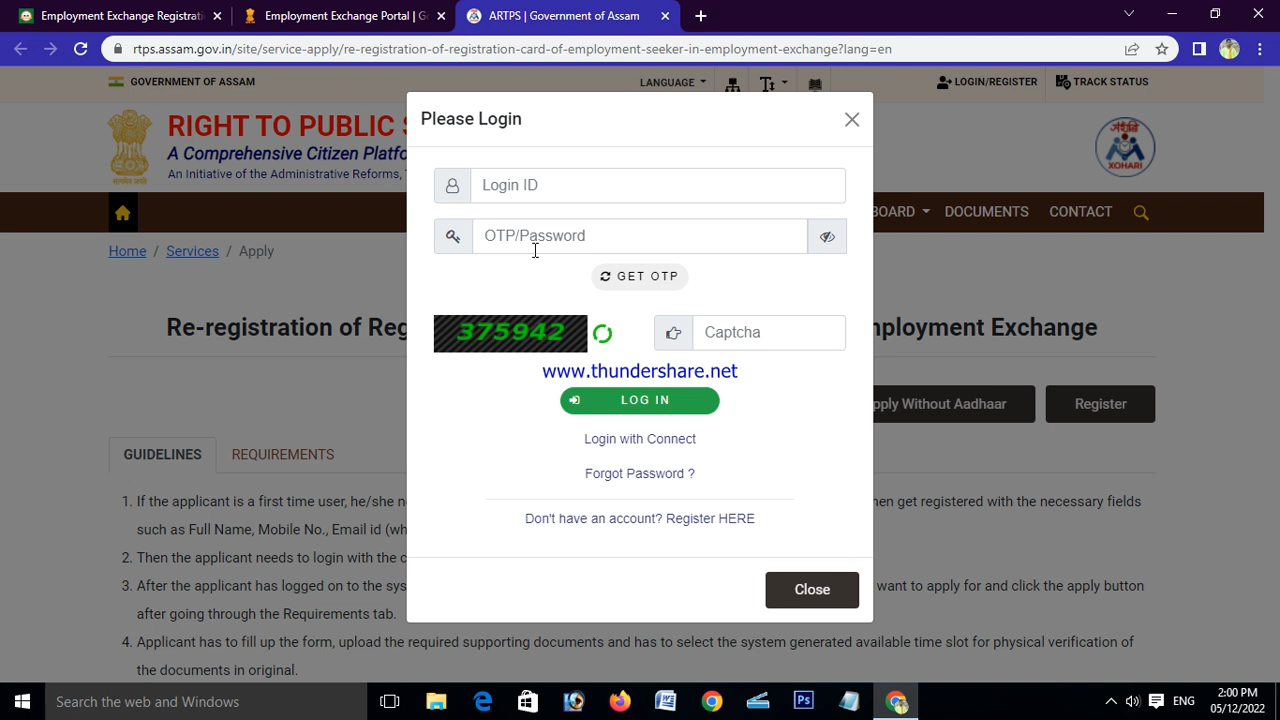 Employment Exchange Registrati
Employment Exchange Portal | Go
ARTPS | Government of Assam
rtps.assam.gov.in/site/service-apply/re-registration-of-registration-card-of-employment-seeker-in-employment-exchange?lang=en
GOVERNMENT OF ASSAM
LANGUAGE
LOGIN/REGISTER
TRACK STATUS
RIGHT TO PUBLIC S
A Comprehensive Citizen Platfo
An Initiative of the Administrative Reforms,
XOHARI
BOARD
DOCUMENTS
CONTACT
Home / Services / Apply
Please Login
Login ID
OTP/Password
GET OTP
375942
Captcha
www.thundershare.net
LOG IN
Login with Connect
Forgot Password ?
Don't have an account? Register HERE
Close
Re-registration of Reg
mployment Exchange
pply Without Aadhaar
Register
GUIDELINES
REQUIREMENTS
1. If the applicant is a first time user, he/she n
hen get registered with the necessary fields
such as Full Name, Mobile No., Email id (wh
2. Then the applicant needs to login with the c
3. After the applicant has logged on to the sys
want to apply for and click the apply button
after going through the Requirements tab.
4. Applicant has to fill up the form, upload the required supporting documents and has to select the system generated available time slot for physical verification of
the documents in original.
Search the web and Windows
ENG
2:00 PM
05/12/2022